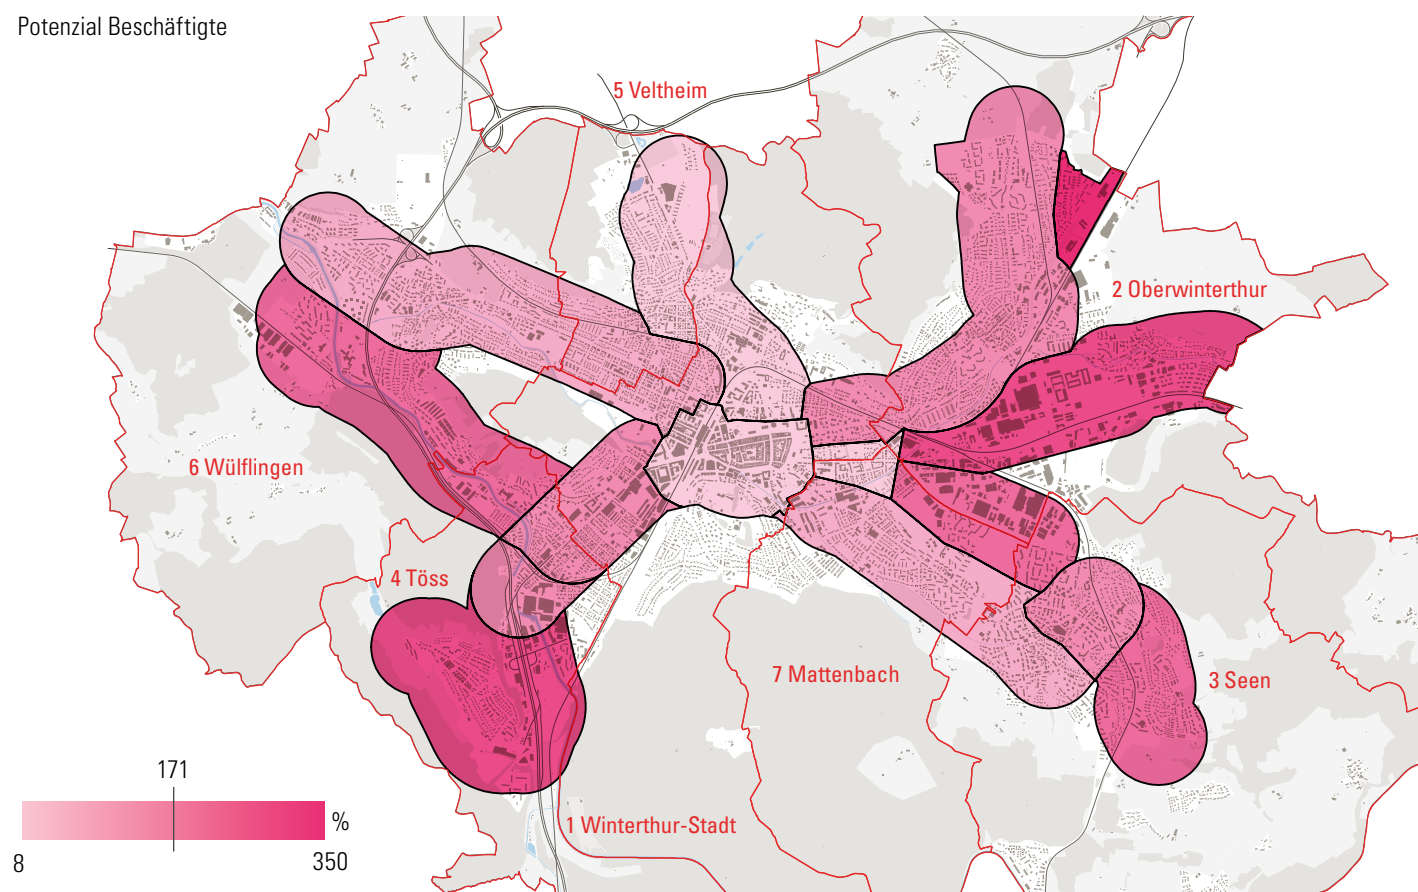 Potenzial Beschäftigte
5 Veltheim
2 Oberwinterthur
6 Wülflingen
4 Töss
7 Mattenbach
3 Seen
1 Winterthur-Stadt
171
%
8
350